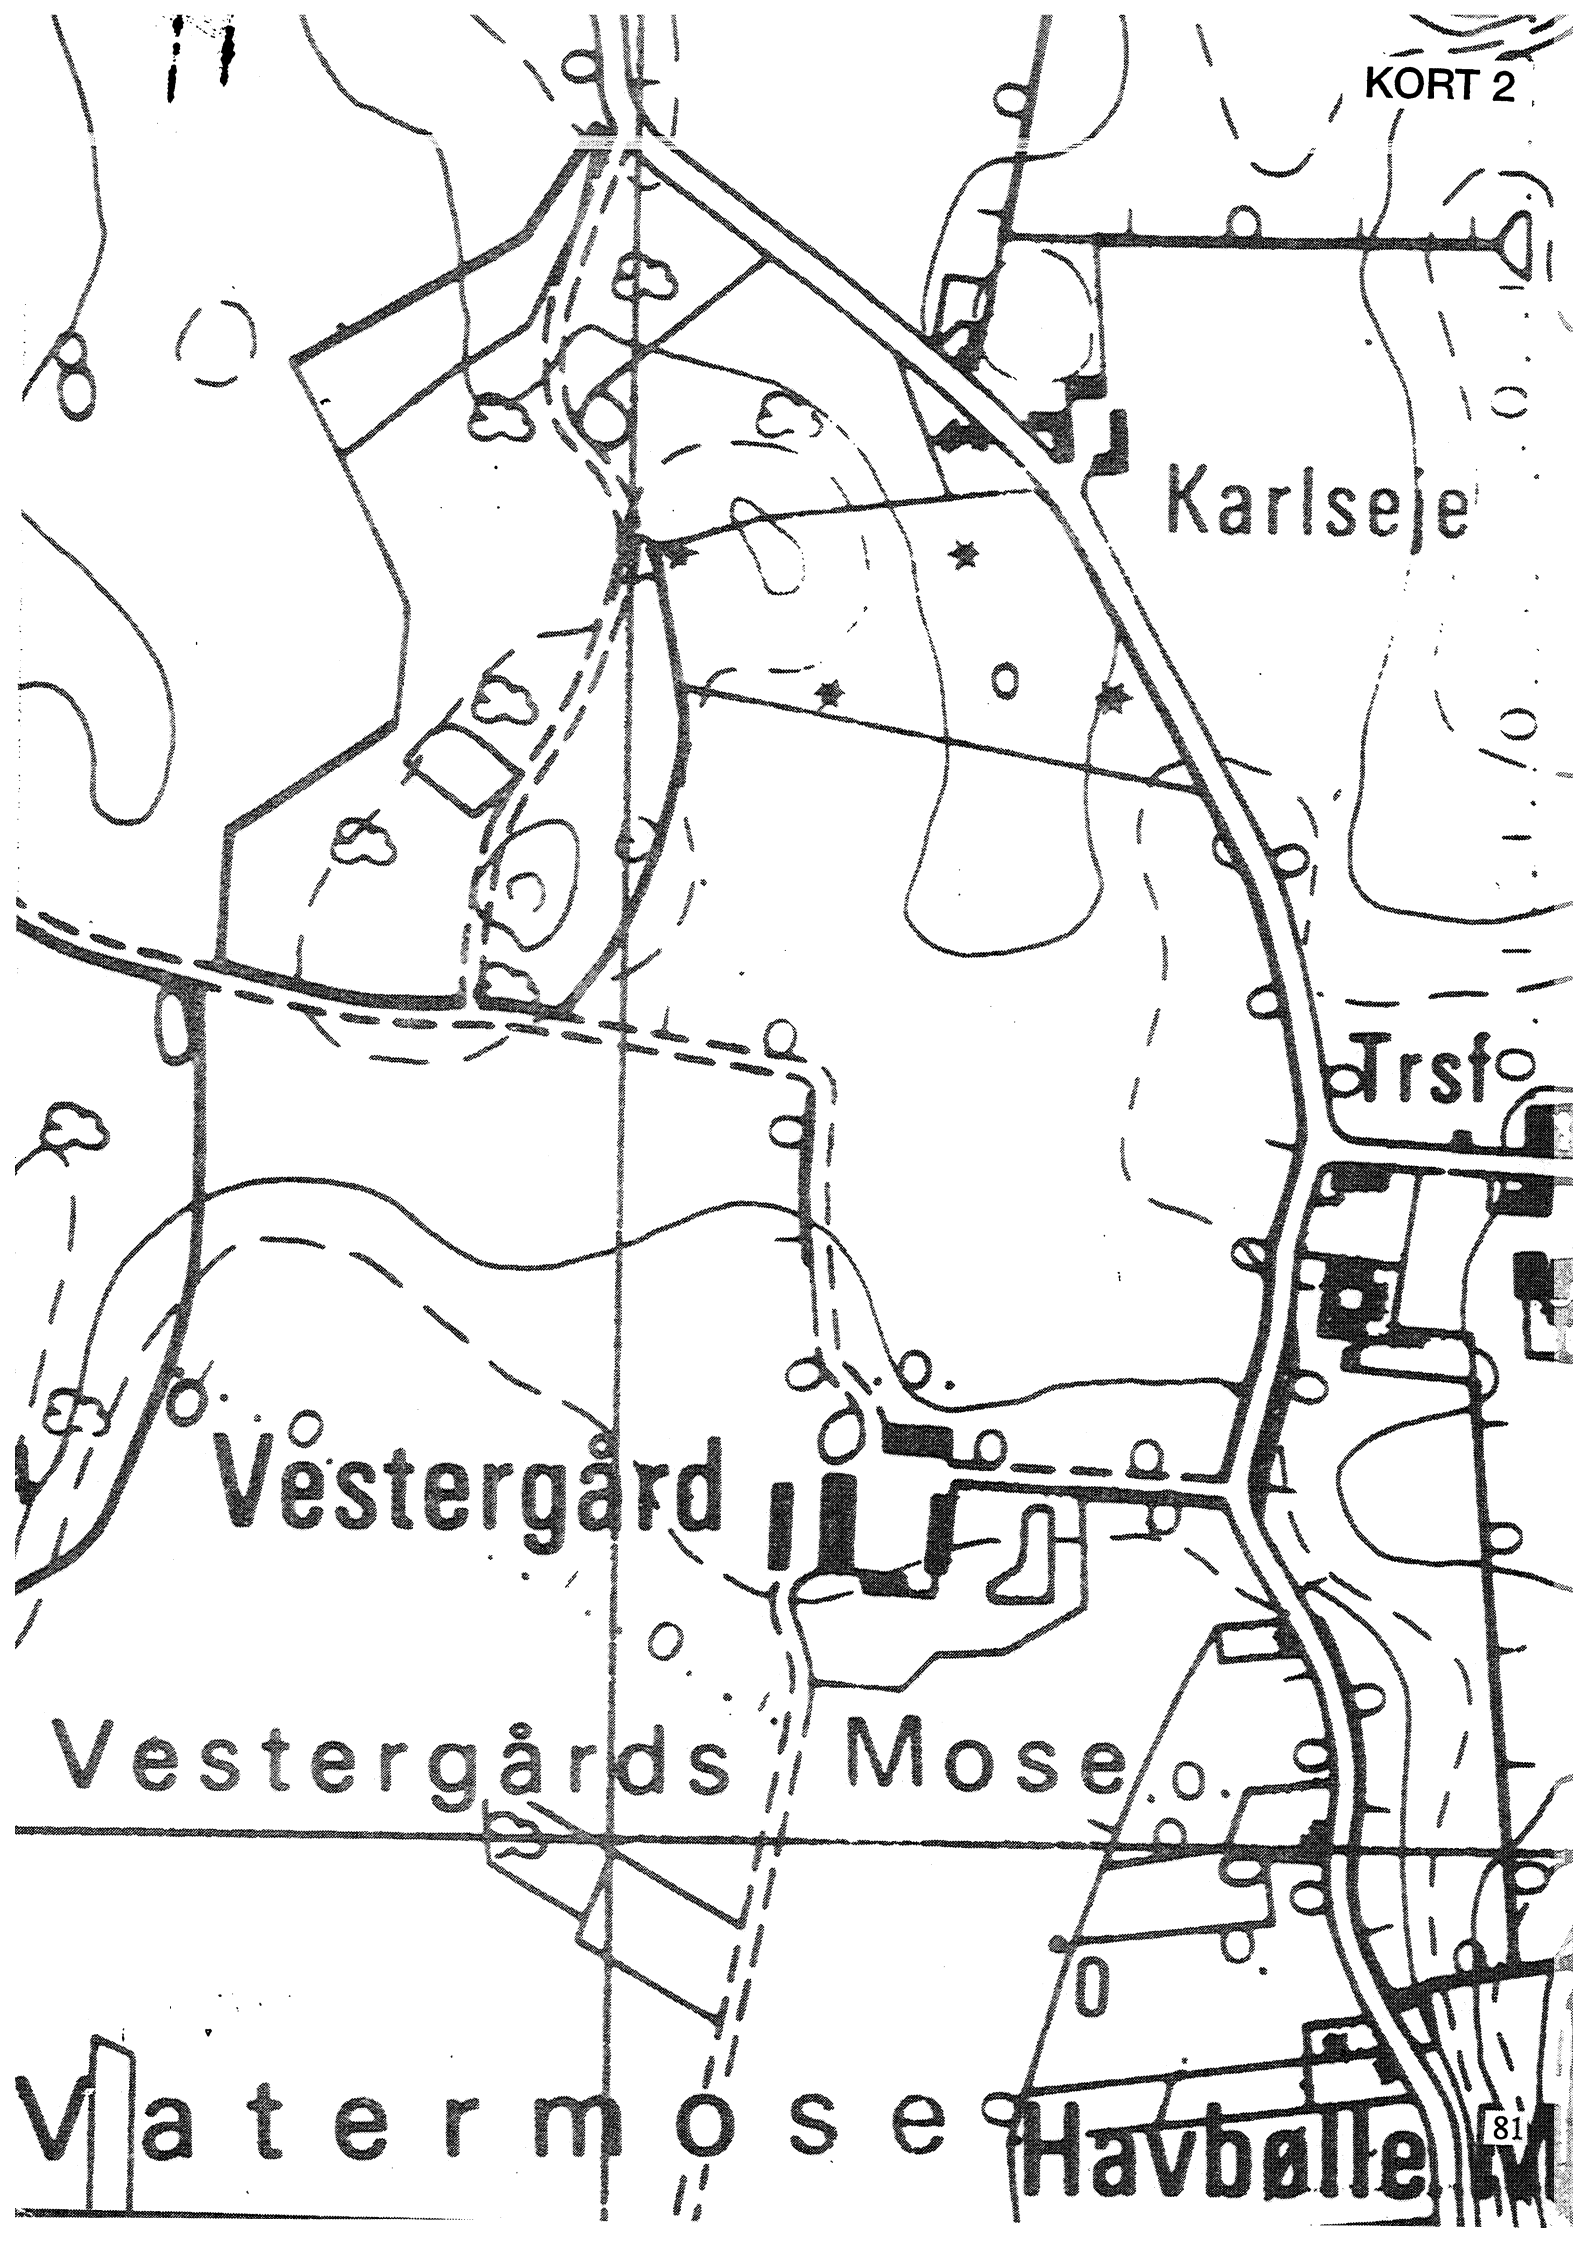 KORT 2
Karlseje
Trsf
Vestergård
Vestergårds Mose
Vatermose
Havbølle M
81